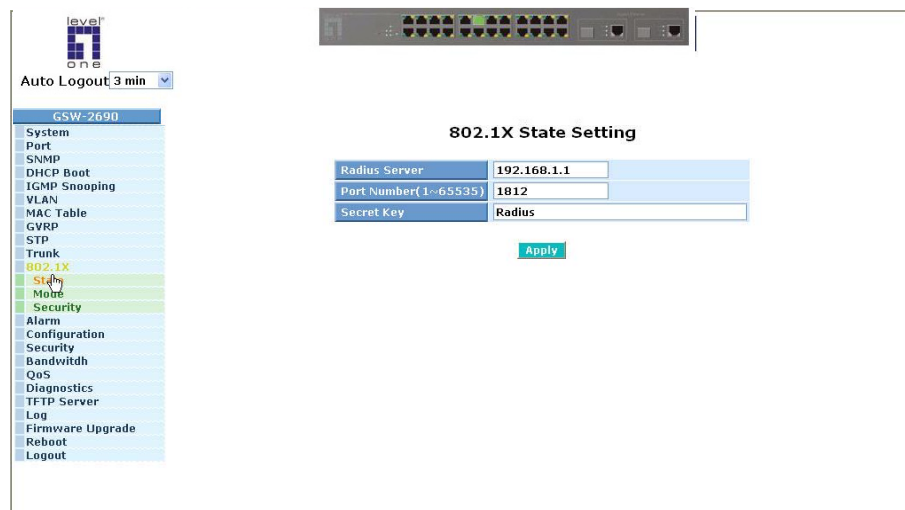 level
one
Auto Logout 3 min
GSW-2690
System
Port
SNMP
DHCP Boot
IGMP Snooping
VLAN
MAC Table
GVRP
STP
Trunk
802.1X
State
Mode
Security
Alarm
Configuration
Security
Bandwitdh
QoS
Diagnostics
TFTP Server
Log
Firmware Upgrade
Reboot
Logout
802.1X State Setting
Radius Server 192.168.1.1
Port Number(1~65535) 1812
Secret Key Radius
Apply